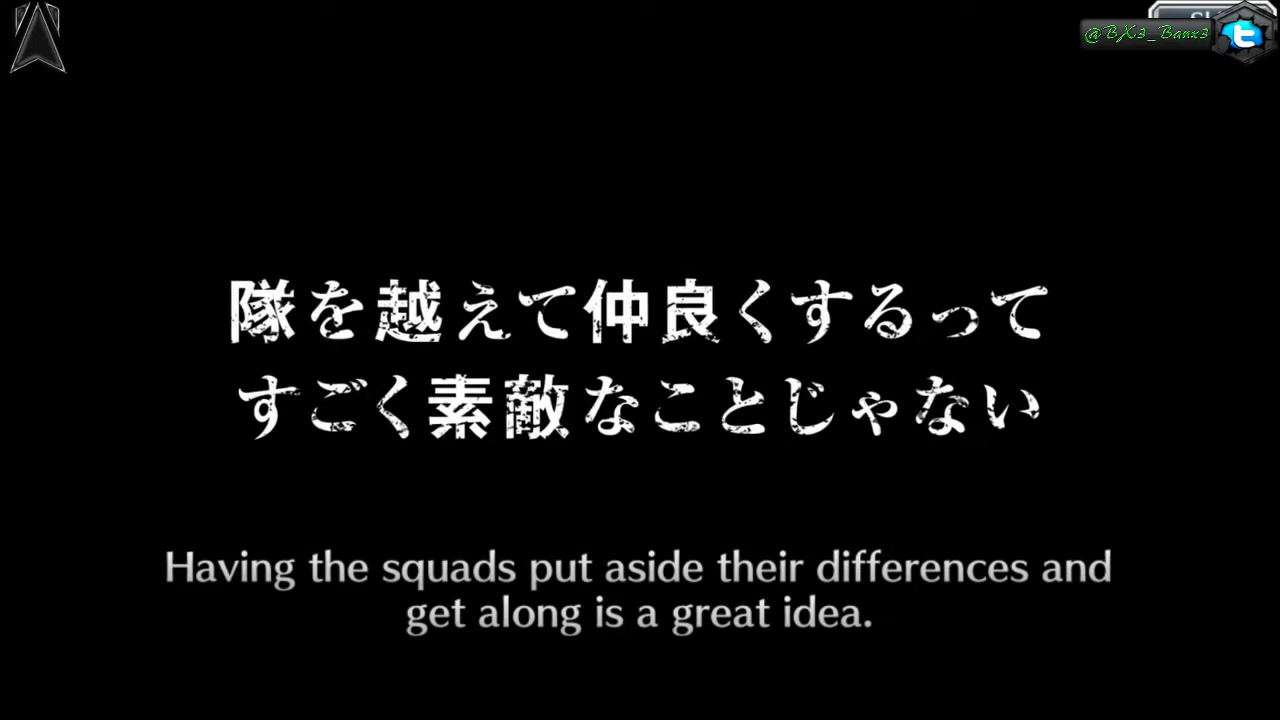 @BX3_Banx3
隊を越えて仲良くするって
すごく素敵なことじゃない
Having the squads put aside their differences and
get along is a great idea.